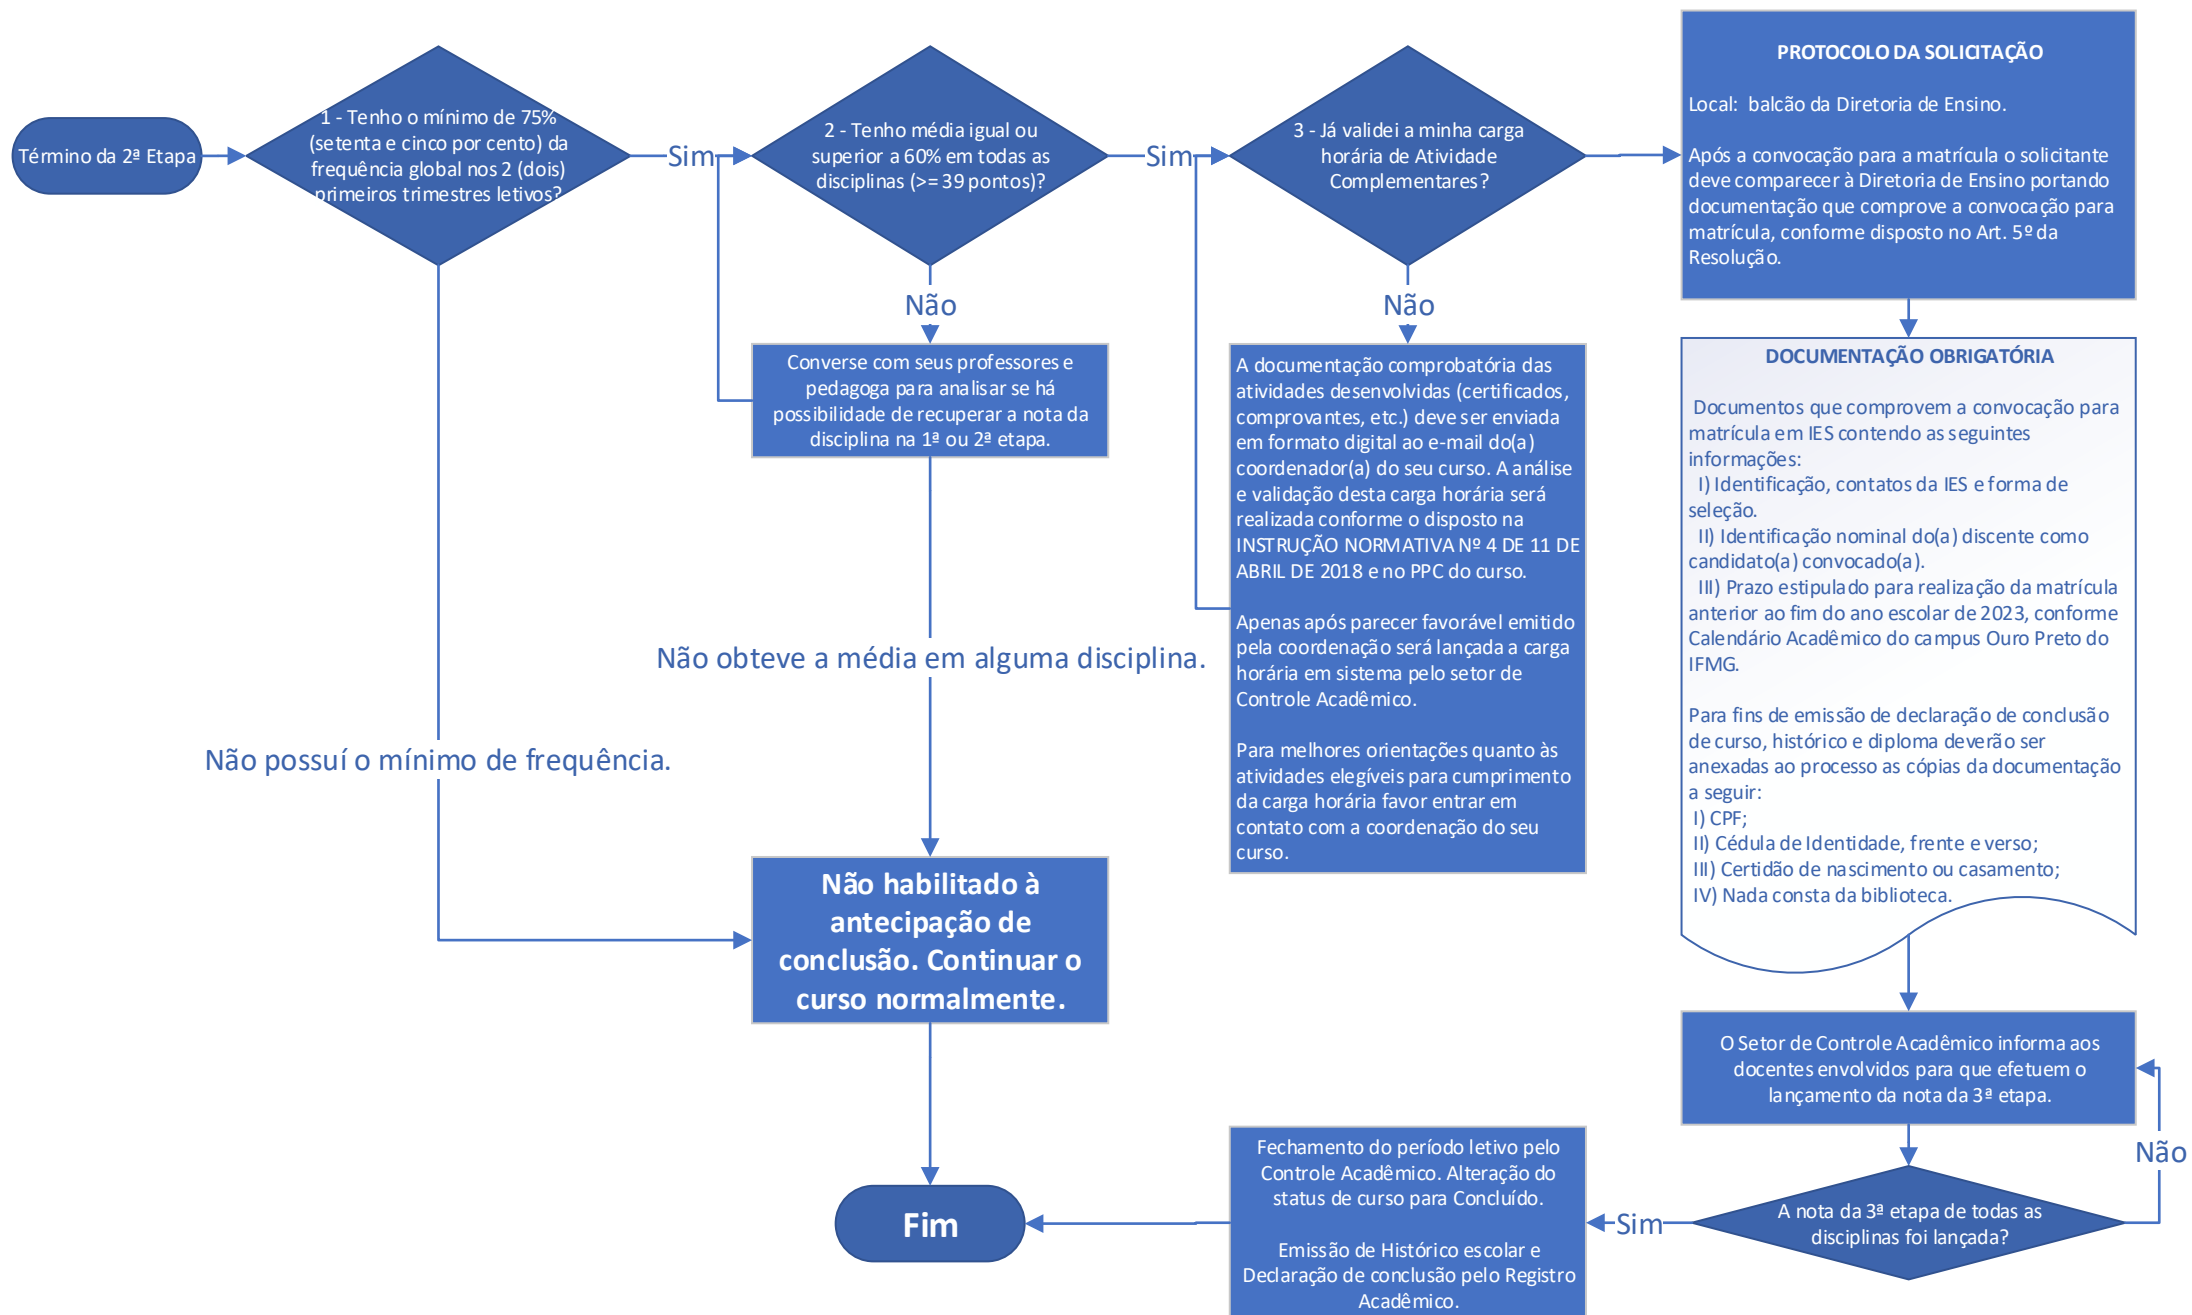 Término da 2ª Etapa
1 - Tenho o mínimo de 75%
(setenta e cinco por cento) da
frequência global nos 2 (dois)
primeiros trimestres letivos?
Sim
2 - Tenho média igual ou
superior a 60% em todas as
disciplinas (>= 39 pontos)?
Sim
3 - Já validei a minha carga
horária de Atividade
Complementares?
PROTOCOLO DA SOLICITAÇÃO
Local:  balcão da Diretoria de Ensino.
Após a convocação para a matrícula o solicitante
deve comparecer à Diretoria de Ensino portando
documentação que comprove a convocação para
matrícula, conforme disposto no Art. 5º da
Resolução.
Não
Converse com seus professores e
pedagoga para analisar se há
possibilidade de recuperar a nota da
disciplina na 1ª ou 2ª etapa.
Não
A documentação comprobatória das
atividades desenvolvidas (certificados,
comprovantes, etc.) deve ser enviada
em formato digital ao e-mail do(a)
coordenador(a) do seu curso. A análise
e validação desta carga horária será
realizada conforme o disposto na
INSTRUÇÃO NORMATIVA Nº 4 DE 11 DE
ABRIL DE 2018 e no PPC do curso.
Apenas após parecer favorável emitido
pela coordenação será lançada a carga
horária em sistema pelo setor de
Controle Acadêmico.
Para melhores orientações quanto às
atividades elegíveis para cumprimento
da carga horária favor entrar em
contato com a coordenação do seu
curso.
DOCUMENTAÇÃO OBRIGATÓRIA
Documentos que comprovem a convocação para
matrícula em IES contendo as seguintes
informações:
I) Identificação, contatos da IES e forma de
seleção.
II) Identificação nominal do(a) discente como
candidato(a) convocado(a).
III) Prazo estipulado para realização da matrícula
anterior ao fim do ano escolar de 2023, conforme
Calendário Acadêmico do campus Ouro Preto do
IFMG.
Para fins de emissão de declaração de conclusão
de curso, histórico e diploma deverão ser
anexadas ao processo as cópias da documentação
a seguir:
I) CPF;
II) Cédula de Identidade, frente e verso;
III) Certidão de nascimento ou casamento;
IV) Nada consta da biblioteca.
Não obteve a média em alguma disciplina.
Não possuí o mínimo de frequência.
Não habilitado à
antecipação de
conclusão. Continuar o
curso normalmente.
O Setor de Controle Acadêmico informa aos
docentes envolvidos para que efetuem o
lançamento da nota da 3ª etapa.
Não
A nota da 3ª etapa de todas as
disciplinas foi lançada?
Sim
Fechamento do período letivo pelo
Controle Acadêmico. Alteração do
status de curso para Concluído.
Emissão de Histórico escolar e
Declaração de conclusão pelo Registro
Acadêmico.
Fim